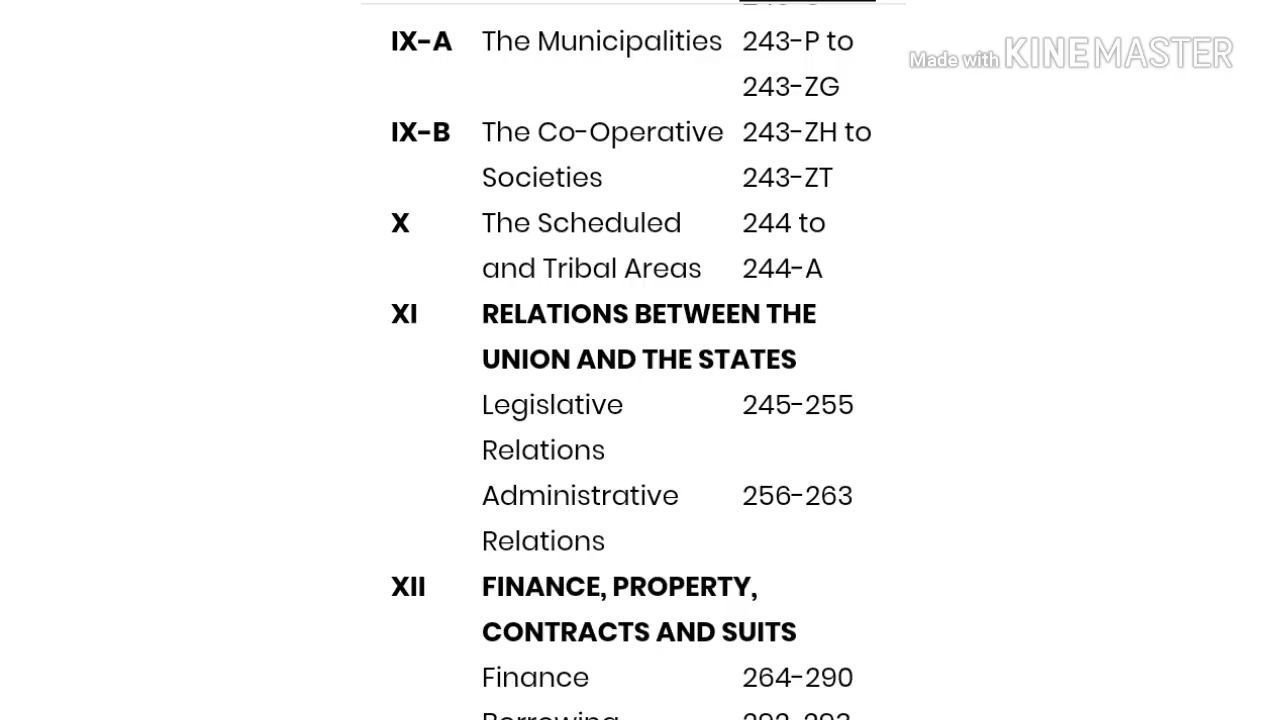 IX-A The Municipalities 243-P to
243-ZG
Made with KINEMASTER
IX-B The Co-Operative 243-ZH to
Societies 243-ZT
X The Scheduled 244 to
and Tribal Areas 244-A
XI RELATIONS BETWEEN THE
UNION AND THE STATES
Legislative 245-255
Relations
Administrative 256-263
Relations
XII FINANCE, PROPERTY,
CONTRACTS AND SUITS
Finance 264-290